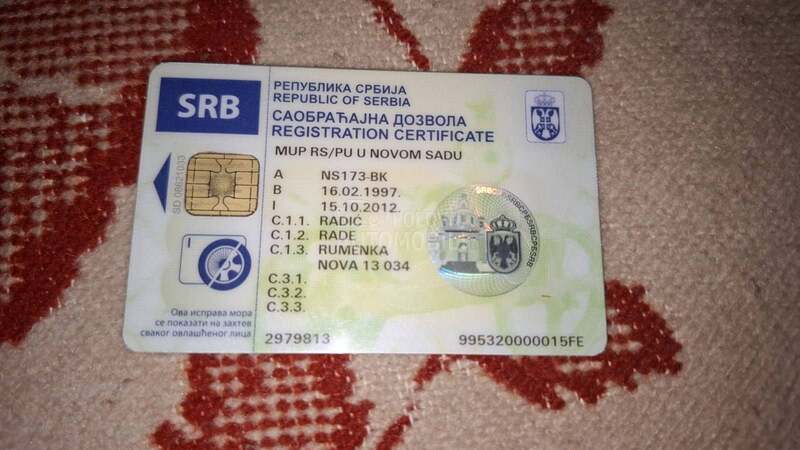 SRB
РЕПУБЛИКА СРБИЈА
REPUBLIC OF SERBIA
САОБРАЋАЈНА ДОЗВОЛА
REGISTRATION CERTIFICATE
MUP RS/PU U NOVOM SADU
A NS173-BK
B 16.02.1997.
I 15.10.2012.
C.1.1. RADIĆ
C.1.2. RADE
C.1.3. RUMENKA
NOVA 13 034
C.3.1.
C.3.2.
C.3.3.
SD 08621033
Ова исправа мора
се показати на захтев
сваког овлашћеног лица
2979813
995320000015FE